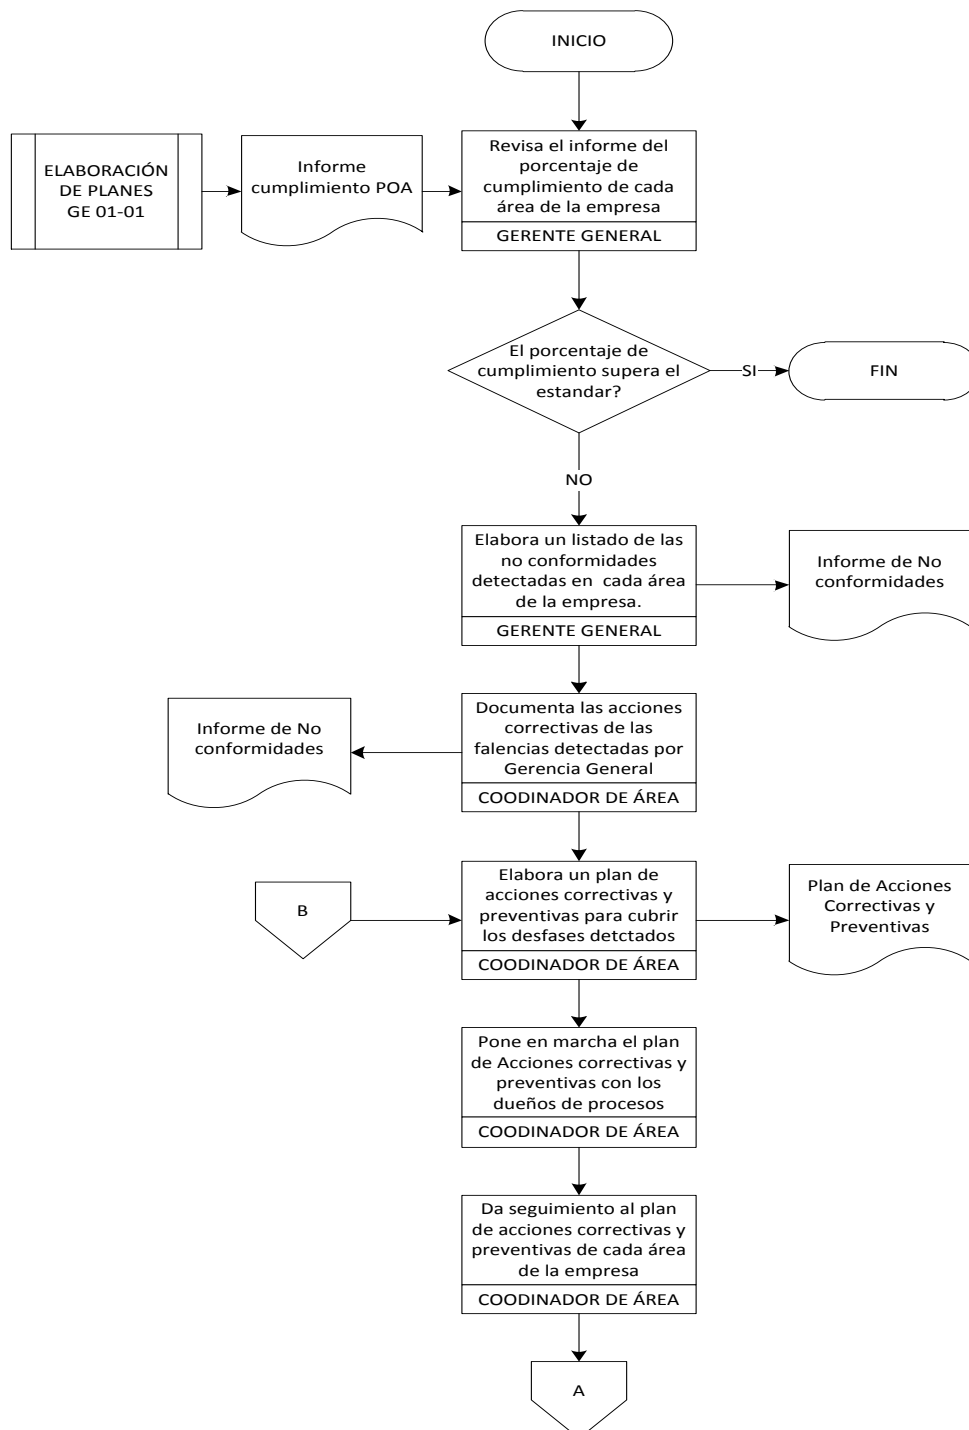 INICIO
ELABORACIÓN
DE PLANES
GE 01-01
Informe
cumplimiento POA
Revisa el informe del
porcentaje de
cumplimiento de cada
área de la empresa
GERENTE GENERAL
El porcentaje de
cumplimiento supera el
estandar?
SI
FIN
NO
Elabora un listado de las
no conformidades
detectadas en cada área
de la empresa.
GERENTE GENERAL
Informe de No
conformidades
Informe de No
conformidades
Documenta las acciones
correctivas de las
falencias detectadas por
Gerencia General
COODINADOR DE ÁREA
B
Elabora un plan de
acciones correctivas y
preventivas para cubrir
los desfases detctados
COODINADOR DE ÁREA
Plan de Acciones
Correctivas y
Preventivas
Pone en marcha el plan
de Acciones correctivas y
preventivas con los
dueños de procesos
COODINADOR DE ÁREA
Da seguimiento al plan
de acciones correctivas y
preventivas de cada área
de la empresa
COODINADOR DE ÁREA
A